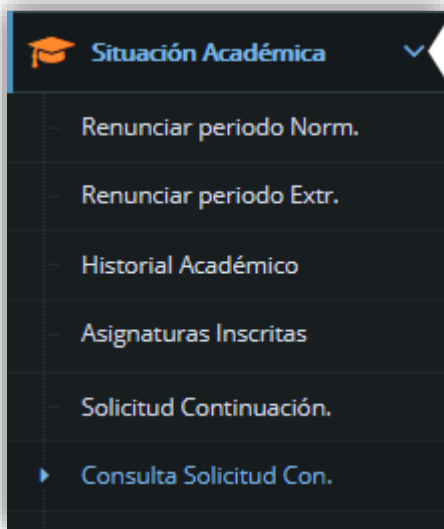 Situación Académica
Renunciar periodo Norm.
Renunciar periodo Extr.
Historial Académico
Asignaturas Inscritas
Solicitud Continuación.
Consulta Solicitud Con.